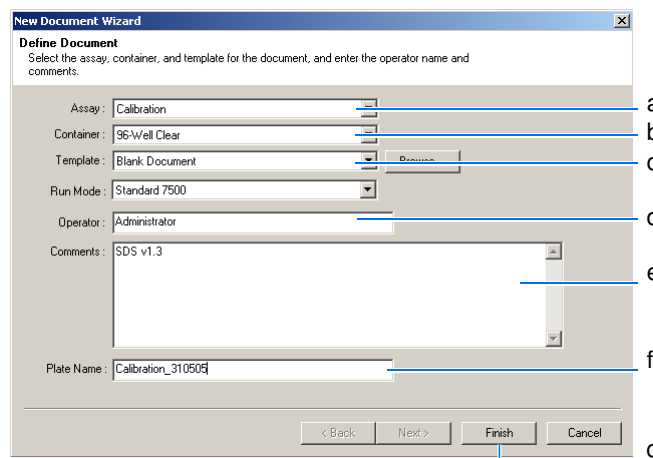 New Document Wizard
Define Document
Select the assay, container, and template for the document, and enter the operator name and
comments.
Assay : Calibration
a
Container : 96-Well Clear
b
Template : Blank Document Browse...
Run Mode : Standard 7500
Operator : Administrator
Comments : SDS v1.3
e
Plate Name : Calibration_310505
f
< Back Next > Finish Cancel